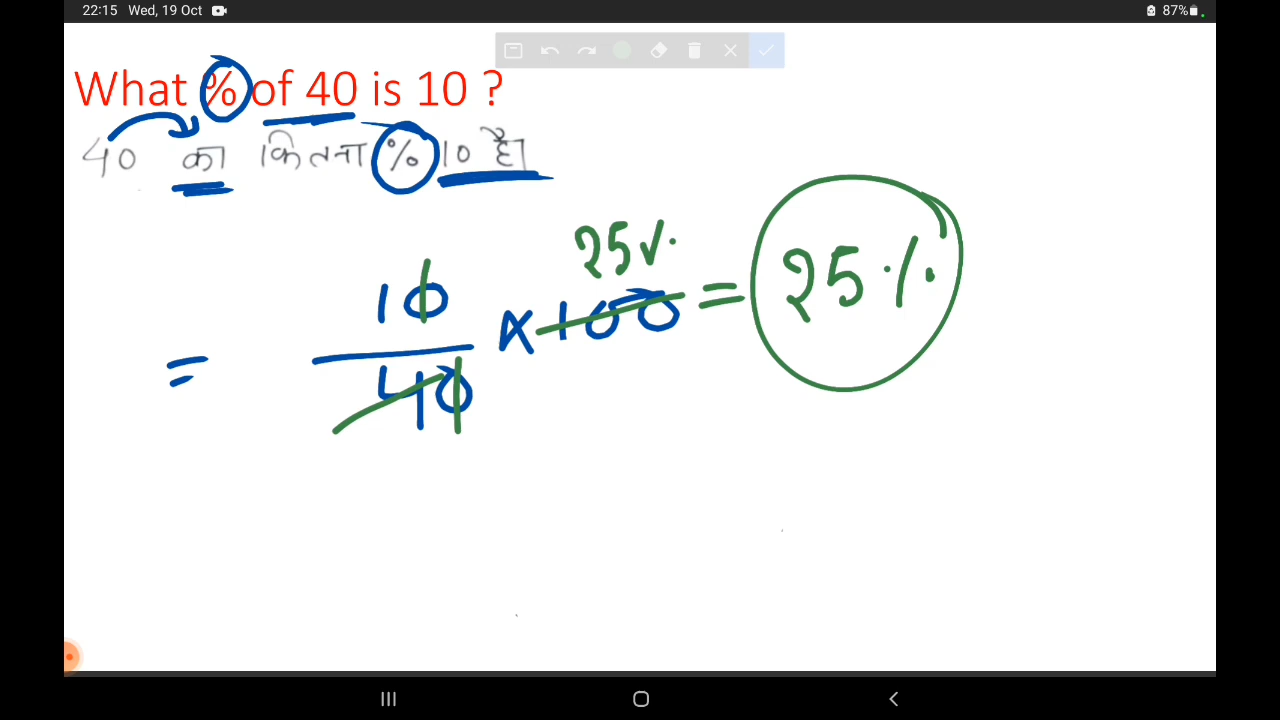 22:15 Wed, 19 Oct 87%
What % of 40 is 10 ?
40 का कितना % 10 है।
25%
= 10/40 × 100 = 25%